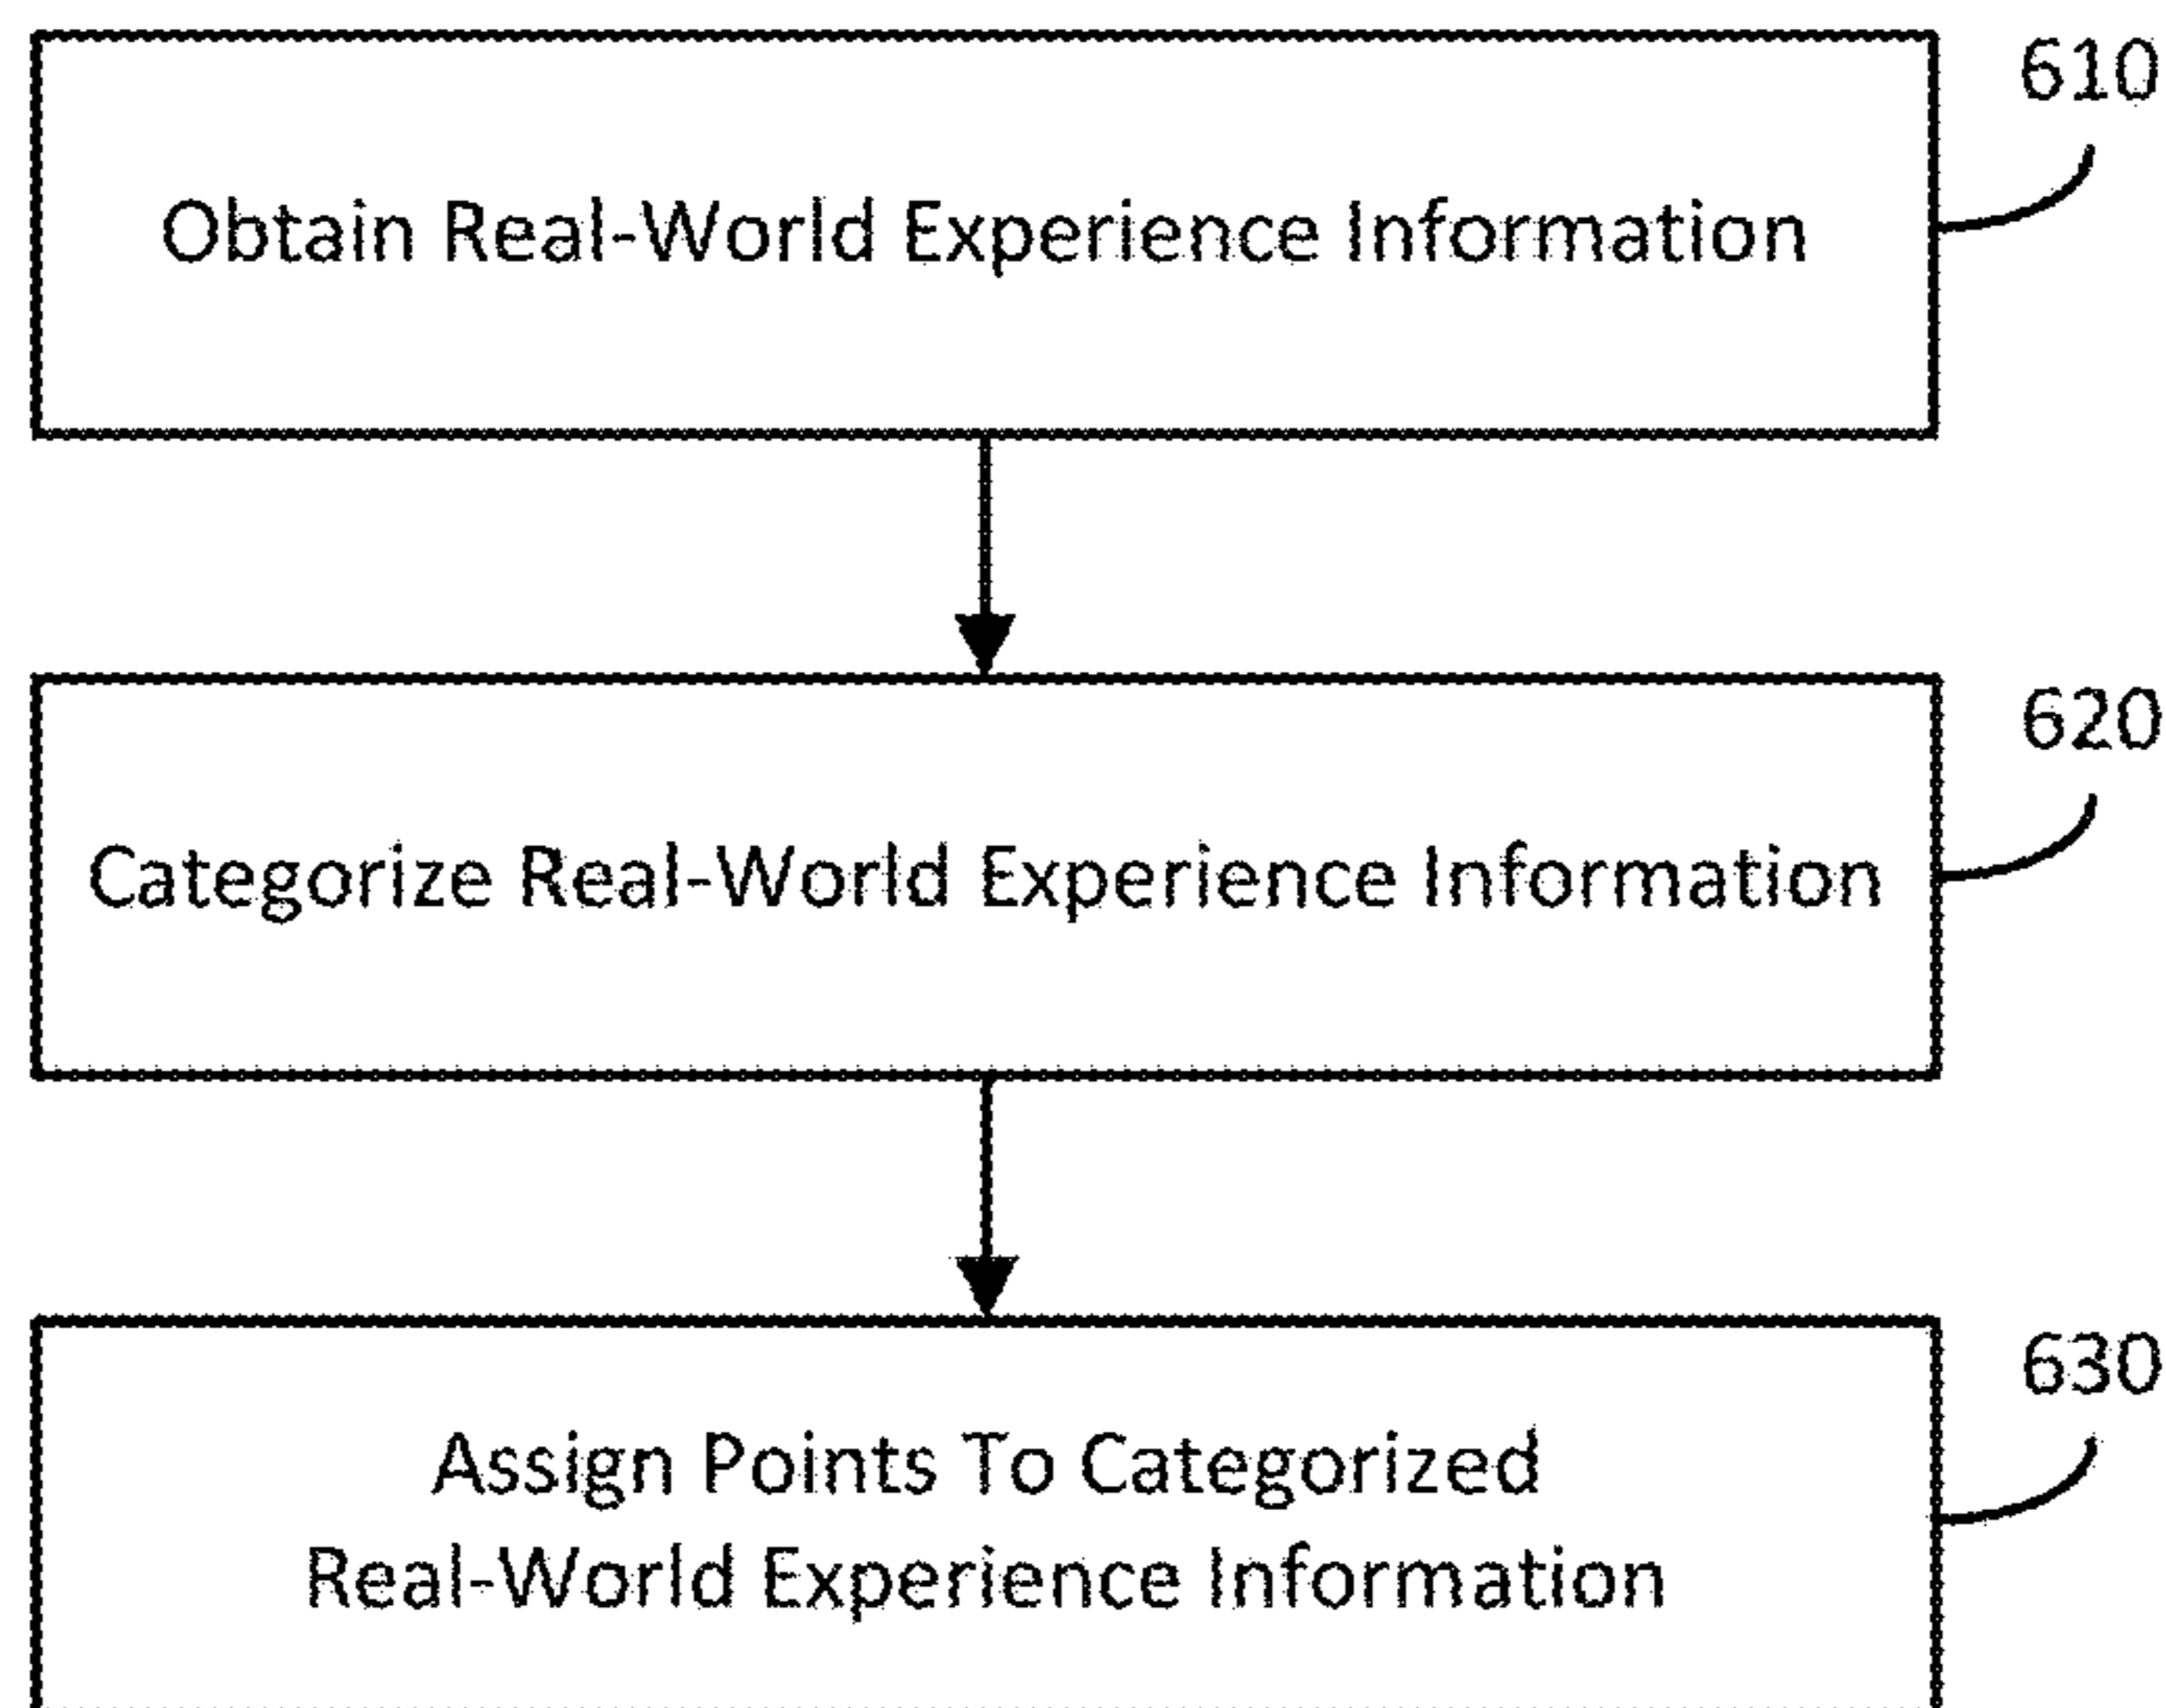 610
Obtain Real-World Experience Information
620
Categorize Real-World Experience Information
630
Assign Points To Categorized
Real-World Experience Information